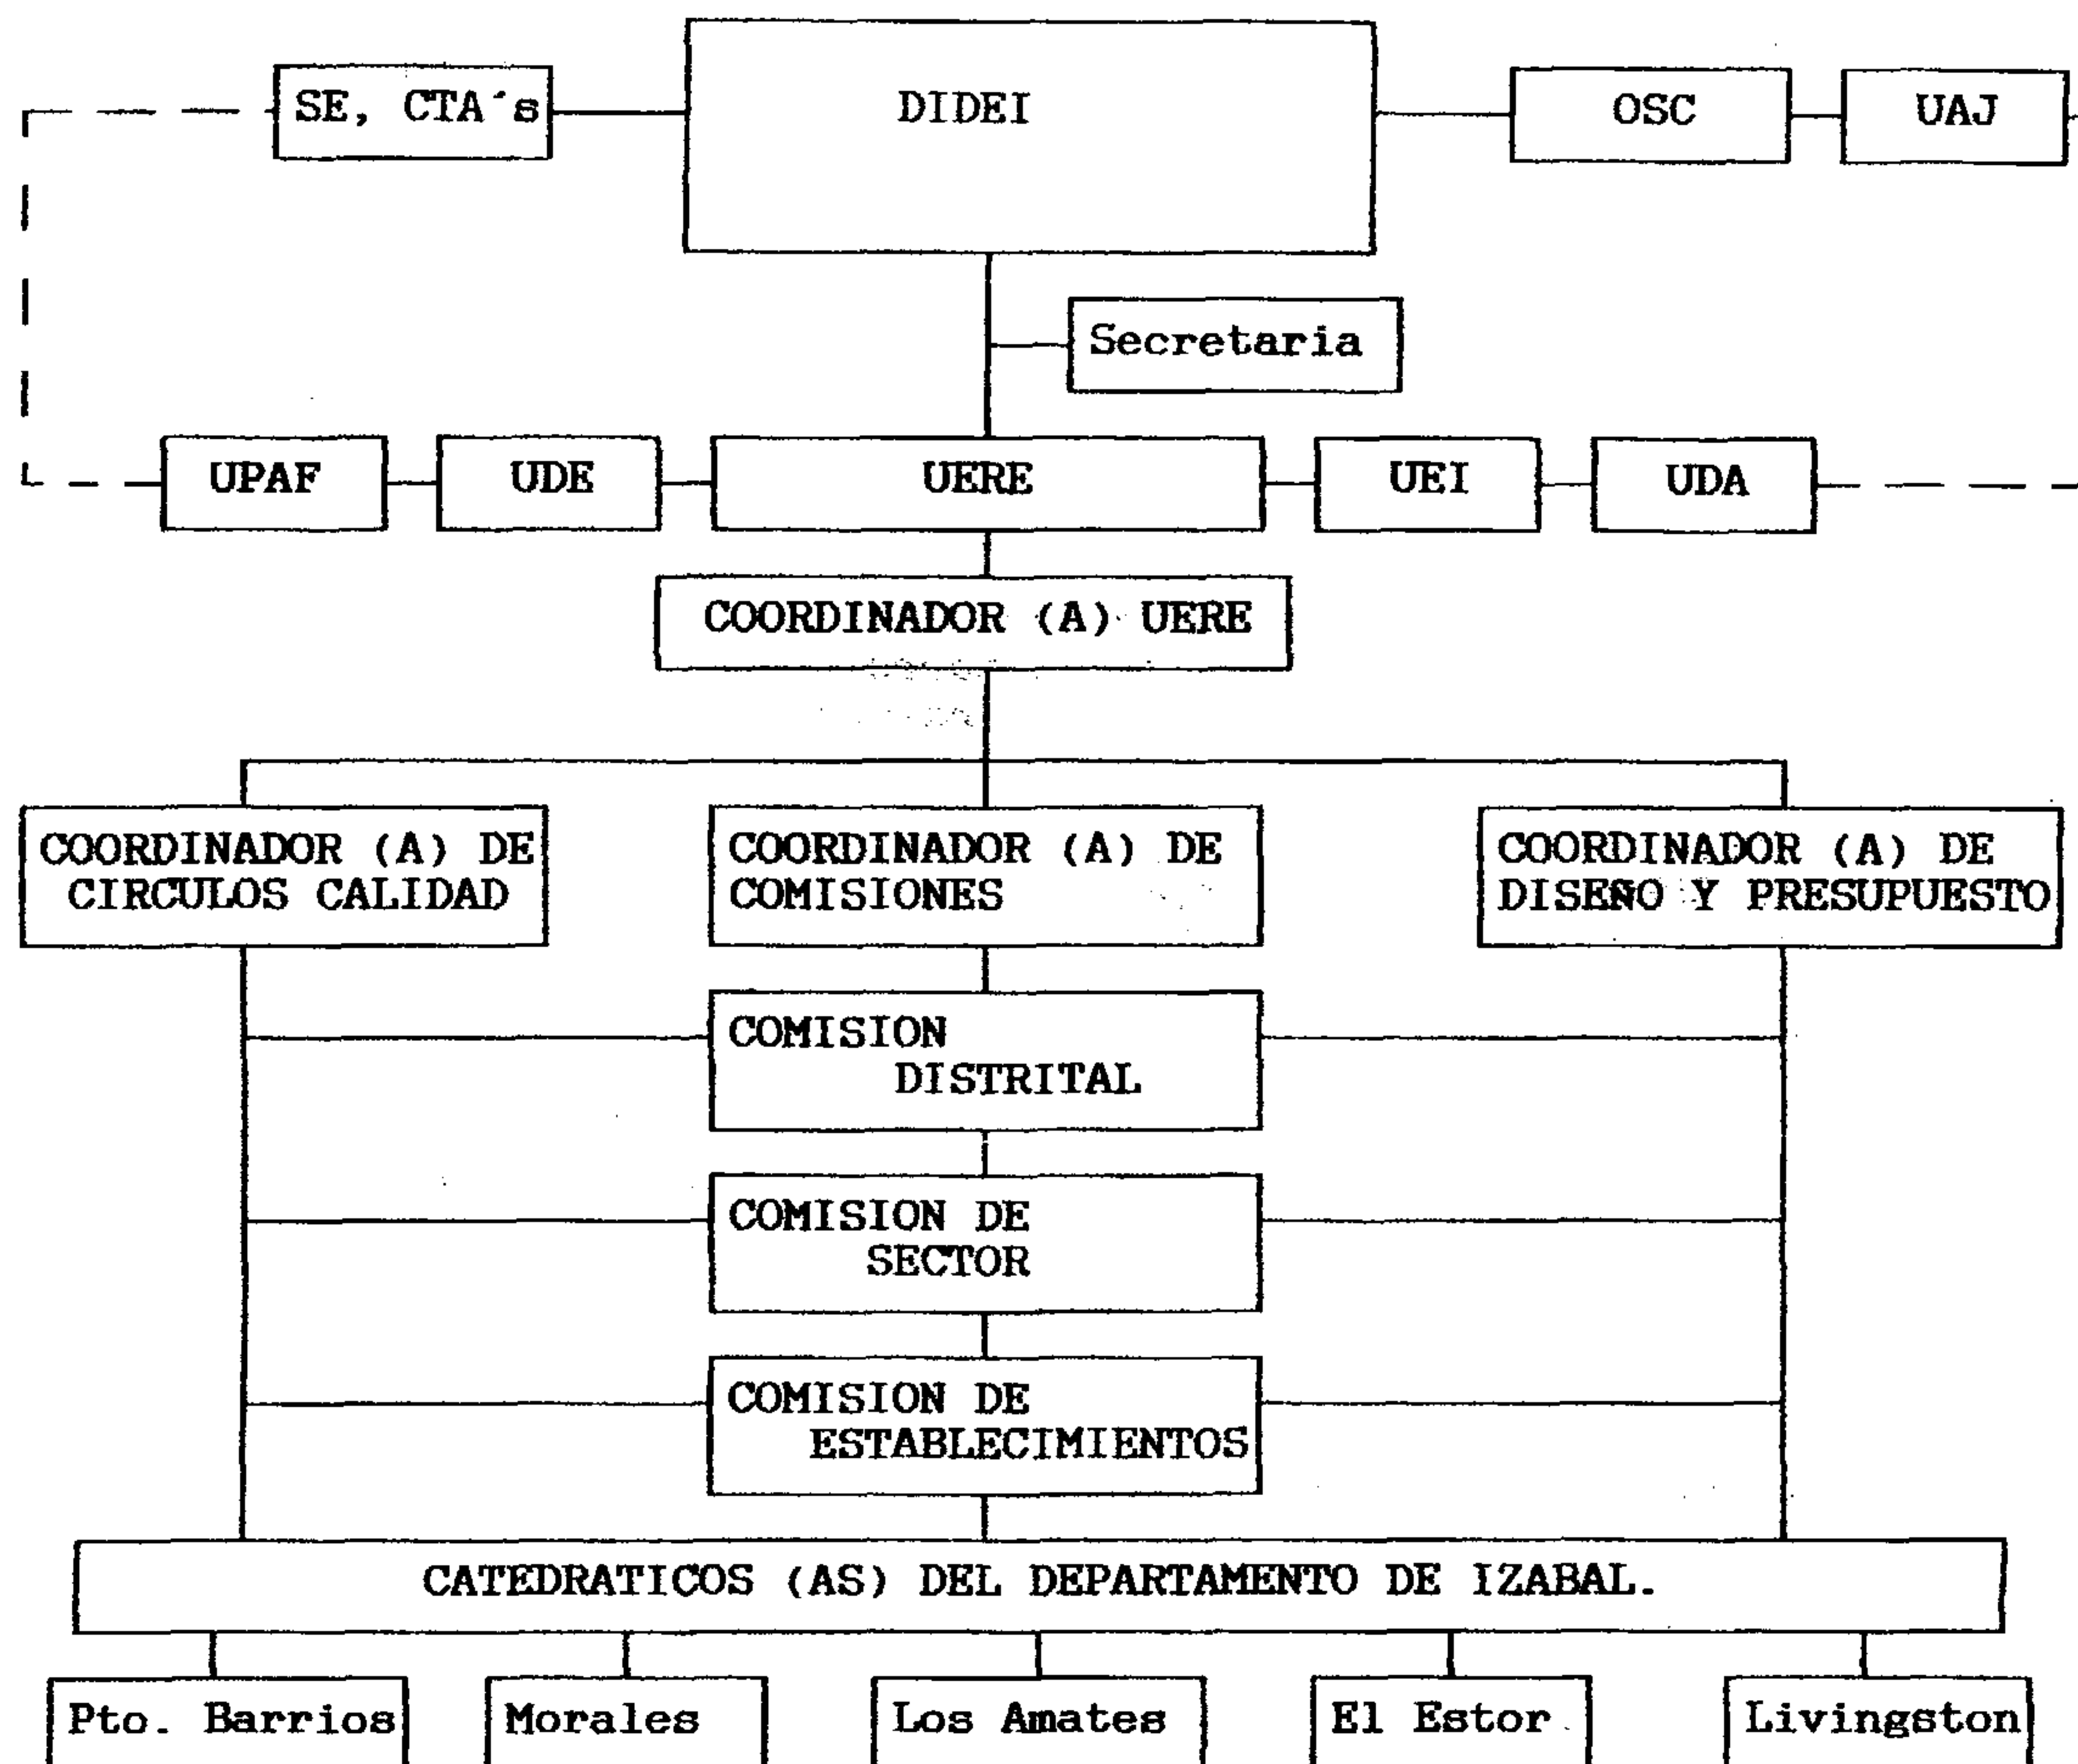 SE, CTA´s
DIDEI
OSC
UAJ
Secretaria
UPAF
UDE
UERE
UEI
UDA
COORDINADOR (A) UERE
COORDINADOR (A) DE
CIRCULOS CALIDAD
COORDINADOR (A) DE
COMISIONES
COORDINADOR (A) DE
DISEÑO Y PRESUPUESTO
COMISION
DISTRITAL
COMISION DE
SECTOR
COMISION DE
ESTABLECIMIENTOS
CATEDRATICOS (AS) DEL DEPARTAMENTO DE IZABAL.
Pto. Barrios
Morales
Los Amates
El Estor
Livingston